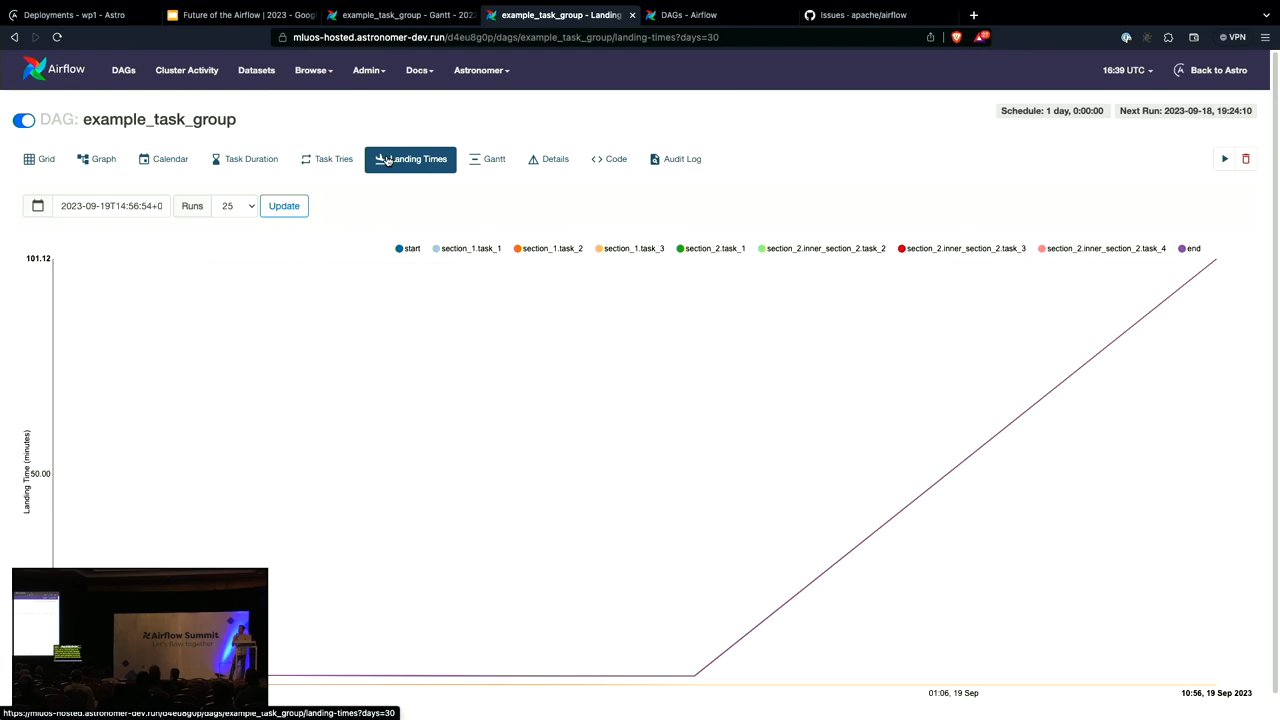 Deployments - wp1 - Astro
Future of the Airflow | 2023 - Googl
example_task_group - Gantt - 202
example_task_group - Landing
DAGs - Airflow
Issues · apache/airflow
mluos-hosted.astronomer-dev.run/d4eu8g0p/dags/example_task_group/landing-times?days=30
27
VPN
Airflow
DAGs
Cluster Activity
Datasets
Browse
Admin
Docs
Astronomer
16:39 UTC
Back to Astro
DAG: example_task_group
Schedule: 1 day, 0:00:00
Next Run: 2023-09-18, 19:24:10
Grid
Graph
Calendar
Task Duration
Task Tries
Landing Times
Gantt
Details
Code
Audit Log
2023-09-19T14:56:54+0
Runs
25
Update
start
section_1.task_1
section_1.task_2
section_1.task_3
section_2.task_1
section_2.inner_section_2.task_2
section_2.inner_section_2.task_3
section_2.inner_section_2.task_4
end
101.12
50.00
Landing Time (minutes)
Airflow Summit
Let's flow together
01:06, 19 Sep
10:56, 19 Sep 2023
https://mluos-hosted.astronomer-dev.run/d4eu8g0p/dags/example_task_group/landing-times?days=30